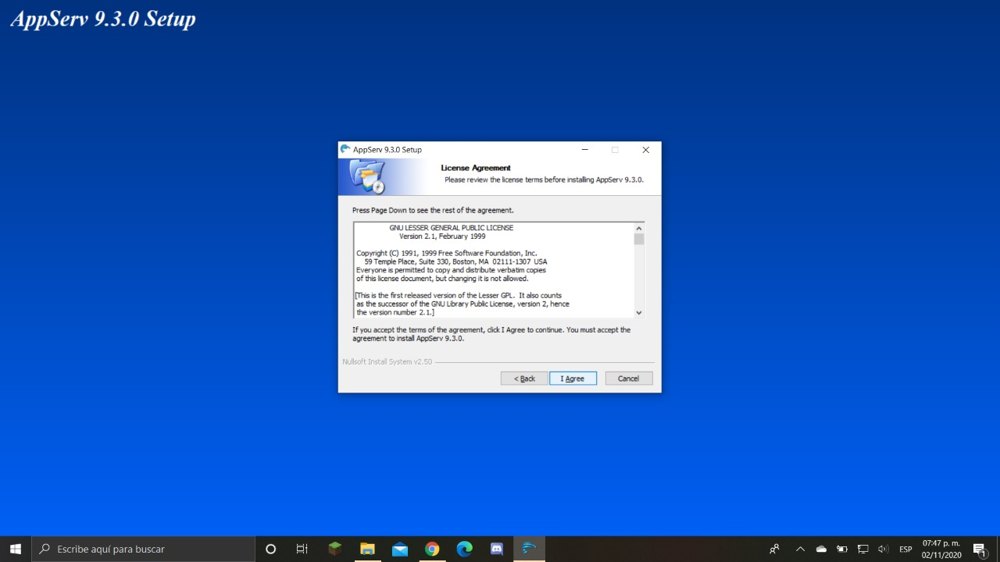 AppServ 9.3.0 Setup
AppServ 9.3.0 Setup
License Agreement
Please review the license terms before installing AppServ 9.3.0.
Press Page Down to see the rest of the agreement.
GNU LESSER GENERAL PUBLIC LICENSE
Version 2.1, February 1999
Copyright (C) 1991, 1999 Free Software Foundation, Inc.
59 Temple Place, Suite 330, Boston, MA 02111-1307 USA
Everyone is permitted to copy and distribute verbatim copies
of this license document, but changing it is not allowed.
[This is the first released version of the Lesser GPL. It also counts
as the successor of the GNU Library Public License, version 2, hence
the version number 2.1.]
If you accept the terms of the agreement, click I Agree to continue. You must accept the
agreement to install AppServ 9.3.0.
Nullsoft Install System v2.50
< Back I Agree Cancel
Escribe aquí para buscar
ESP
07:47 p. m.
02/11/2020
1